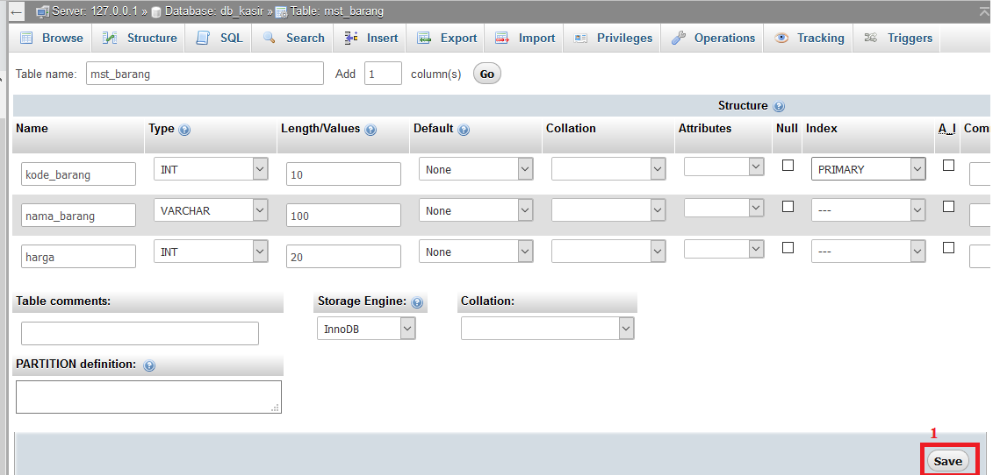 Server: 127.0.0.1 » Database: db_kasir » Table: mst_barang
Browse Structure SQL Search Insert Export Import Privileges Operations Tracking Triggers
Table name: mst_barang Add 1 column(s) Go
Structure
Name Type Length/Values Default Collation Attributes Null Index A_I Com
kode_barang INT 10 None PRIMARY
nama_barang VARCHAR 100 None ---
harga INT 20 None ---
Table comments: Storage Engine: Collation:
InnoDB
PARTITION definition:
1
Save